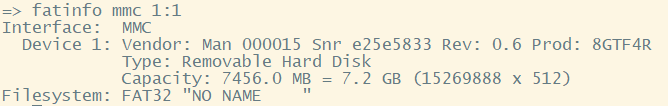 => fatinfo mmc 1:1
Interface:  MMC
  Device 1: Vendor: Man 000015 Snr e25e5833 Rev: 0.6 Prod: 8GTF4R
            Type: Removable Hard Disk
            Capacity: 7456.0 MB = 7.2 GB (15269888 x 512)
Filesystem: FAT32 "NO NAME    "